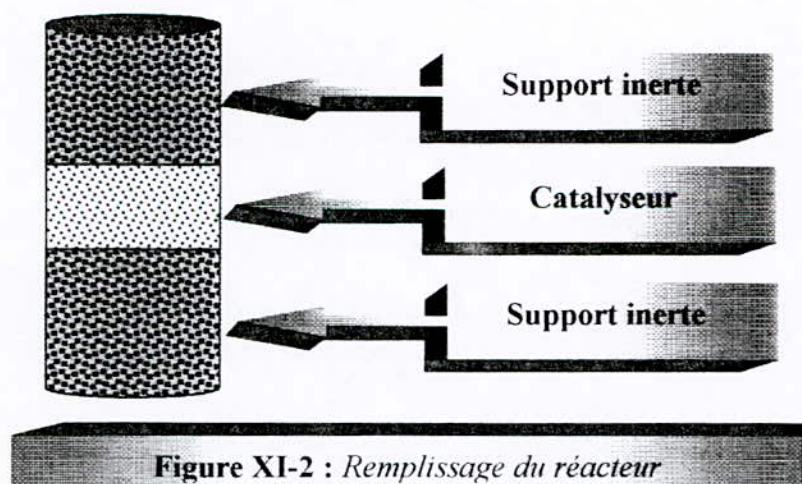 Support inerte
Catalyseur
Support inerte
Figure XI-2 : Remplissage du réacteur